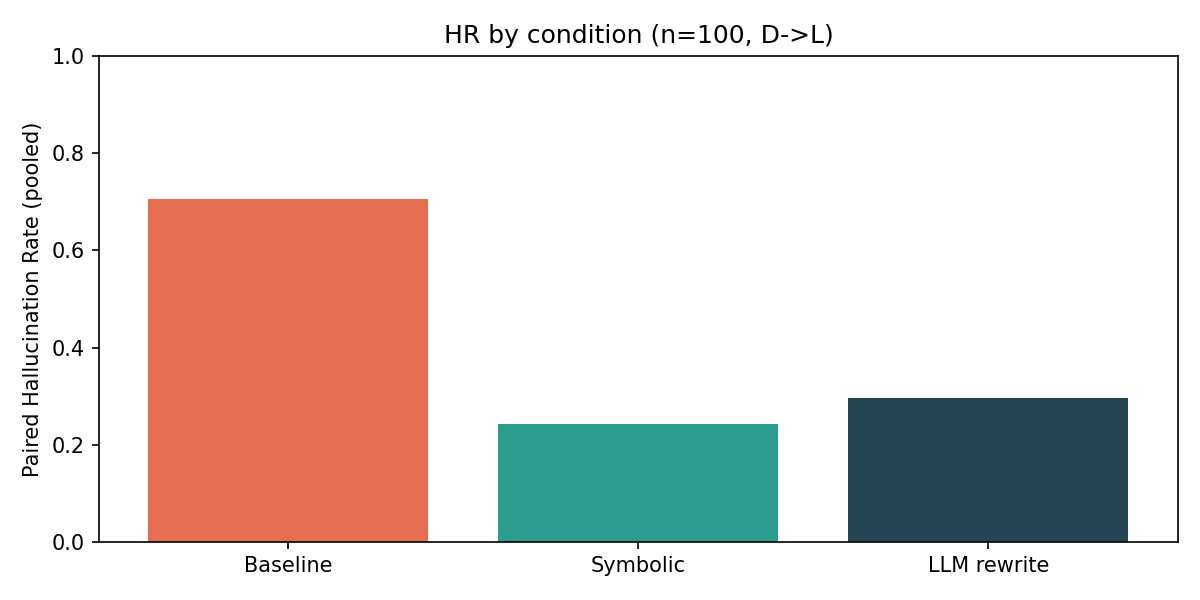 HR by condition (n=100, D->L)
Paired Hallucination Rate (pooled)
1.0
0.8
0.6
0.4
0.2
0.0
Baseline
Symbolic
LLM rewrite